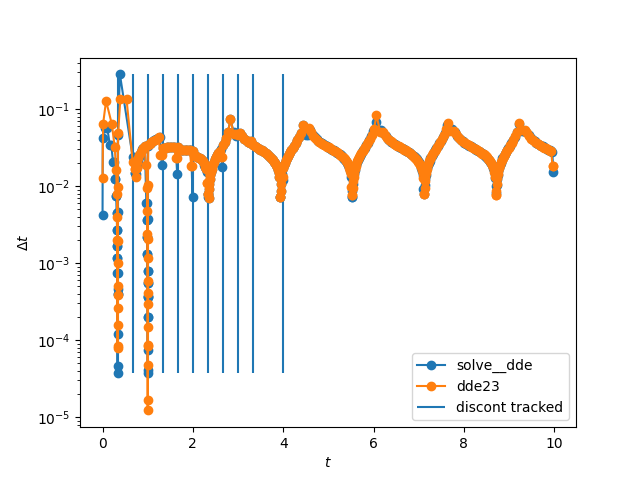 10⁻¹
10⁻²
10⁻³
10⁻⁴
10⁻⁵
Δt
0 2 4 6 8 10
t
solve__dde
dde23
discont tracked